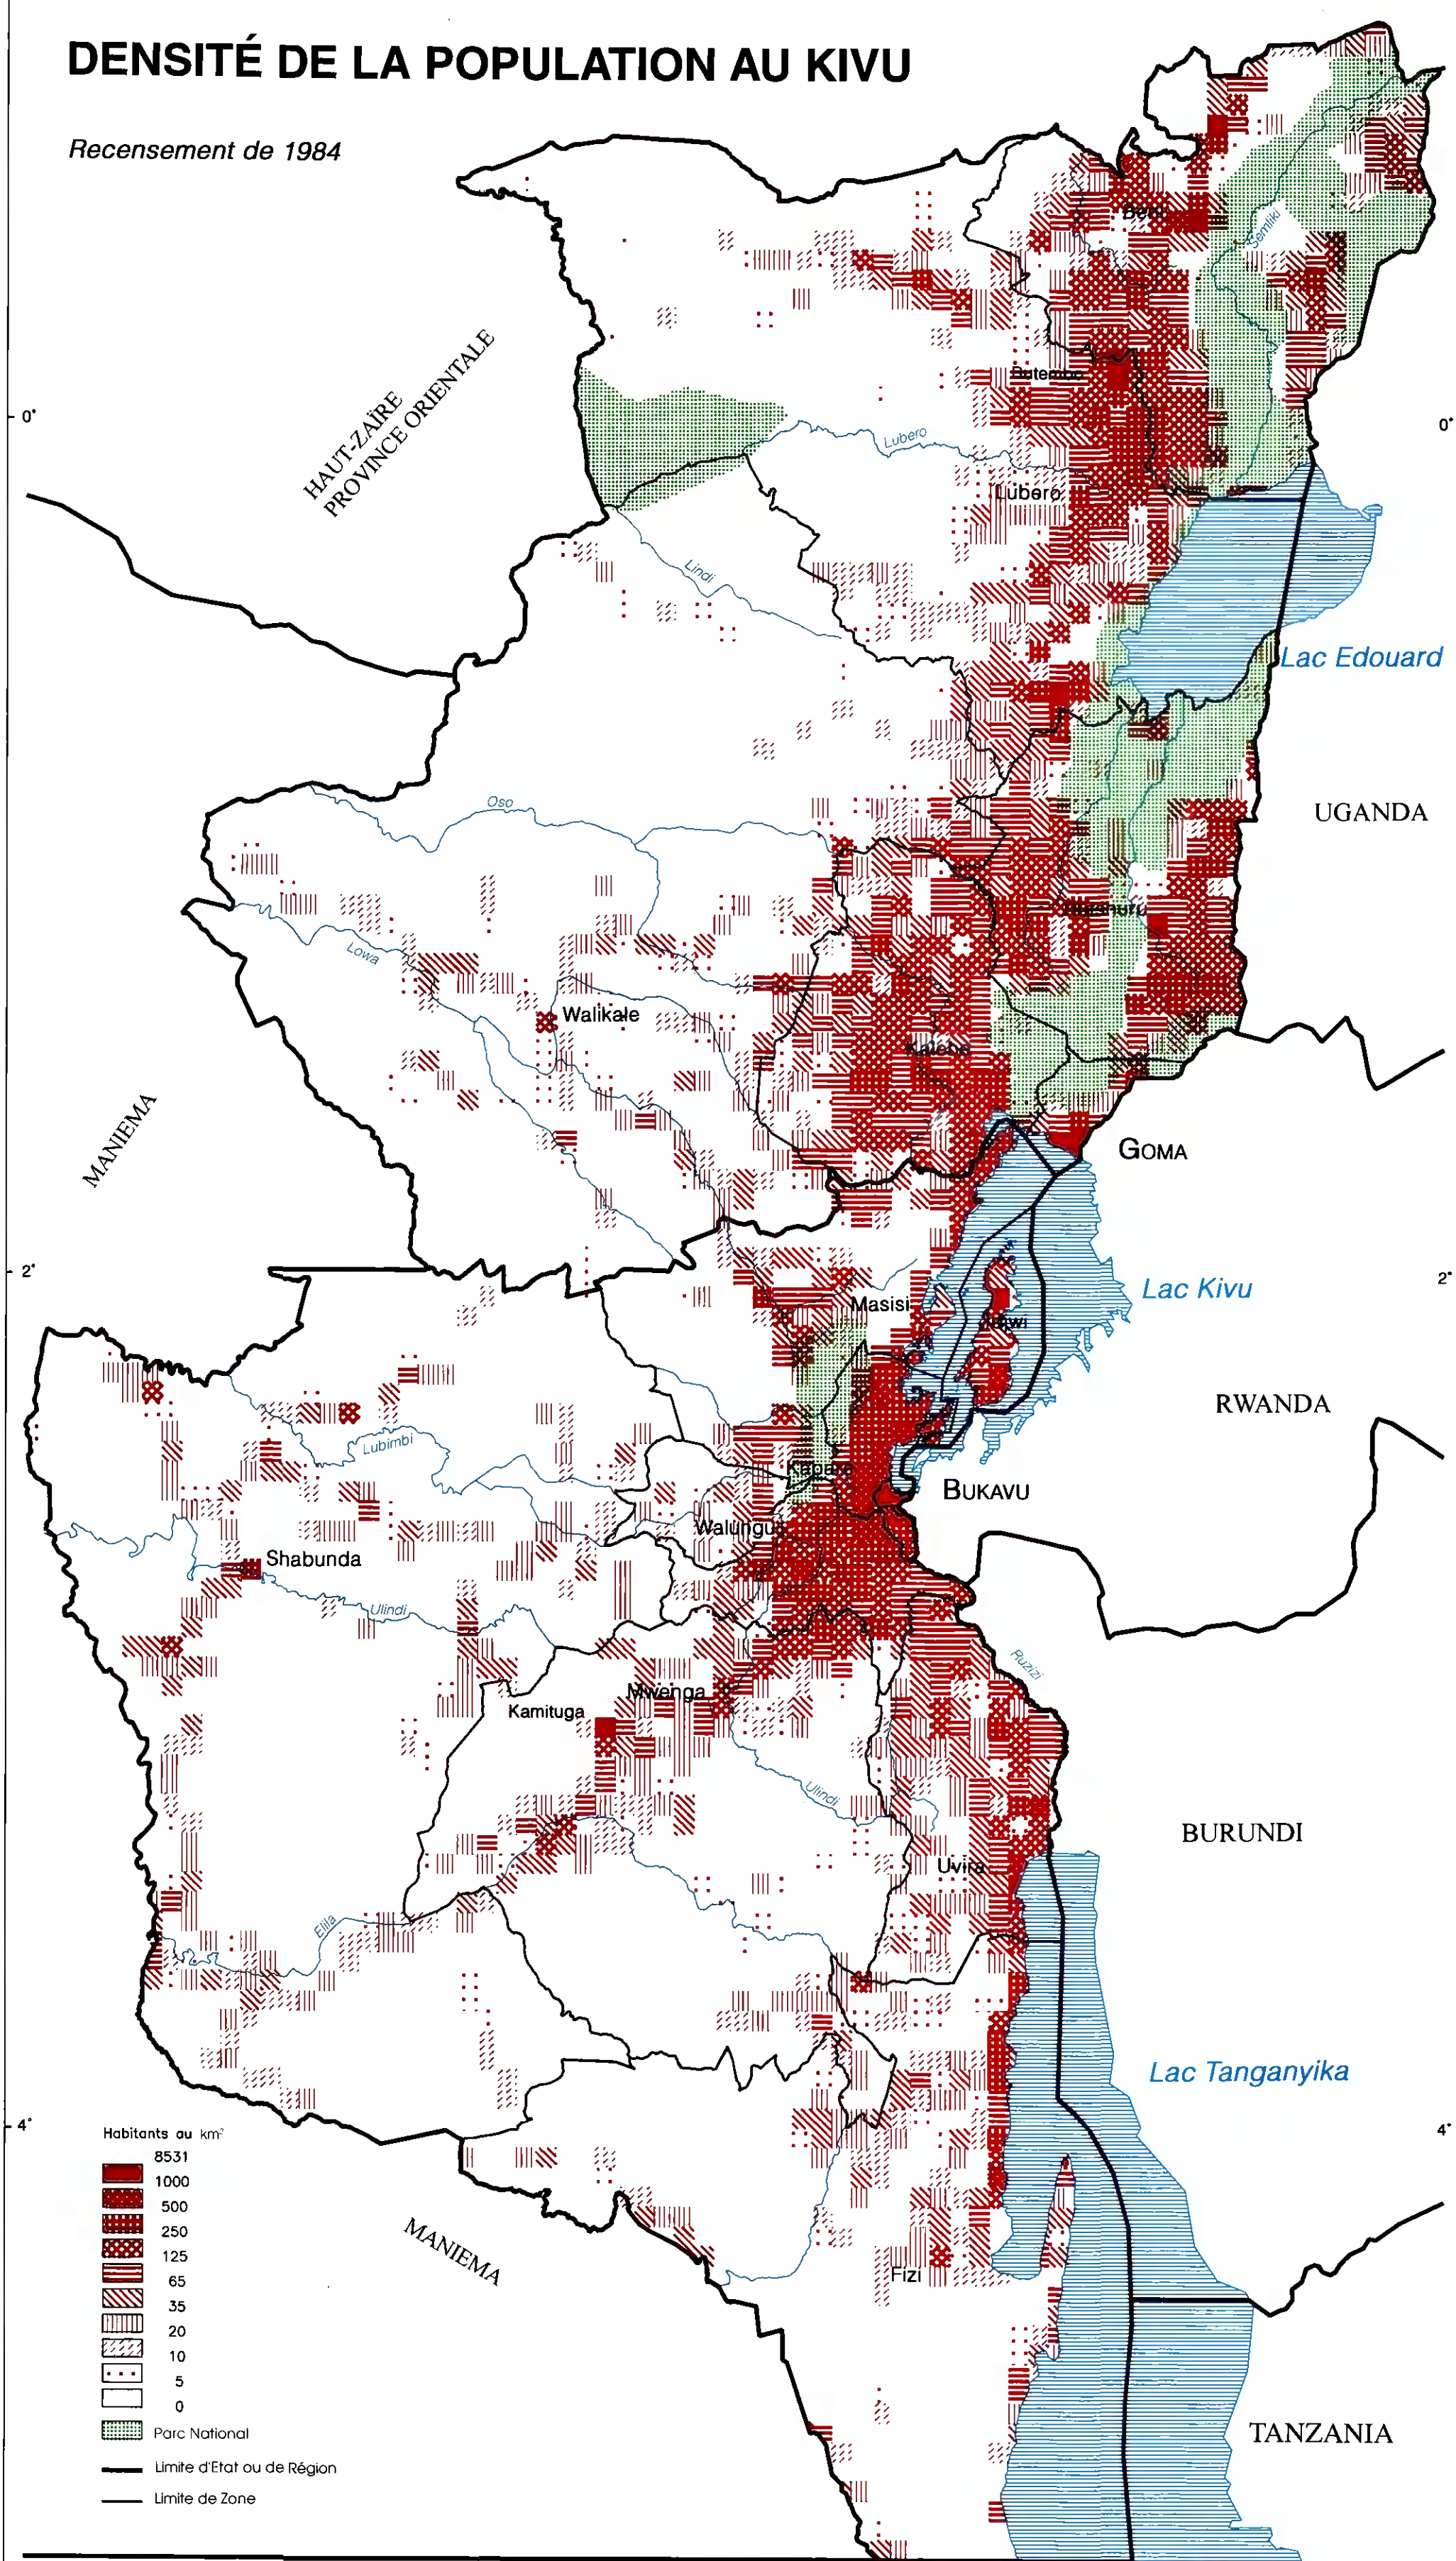 DENSITÉ DE LA POPULATION AU KIVU
Recensement de 1984
Beni
Semliki
HAUT-ZAÏRE
PROVINCE ORIENTALE
Butembo
0°
0°
Lubero
Lubero
Lindi
Lac Edouard
Oso
UGANDA
Lowa
Walikale
Kalehe
MANIEMA
GOMA
2°
2°
Lac Kivu
Masisi
RWANDA
Lubimbi
Kabare
BUKAVU
Walungu
Shabunda
Ulindi
Ruzizi
Mwenga
Kamituga
Ulindi
BURUNDI
Uvira
Elila
Lac Tanganyika
4°
4°
Habitants au km²
8531
1000
500
250
125
65
35
20
10
5
0
MANIEMA
Fizi
Parc National
TANZANIA
Limite d'Etat ou de Région
Limite de Zone